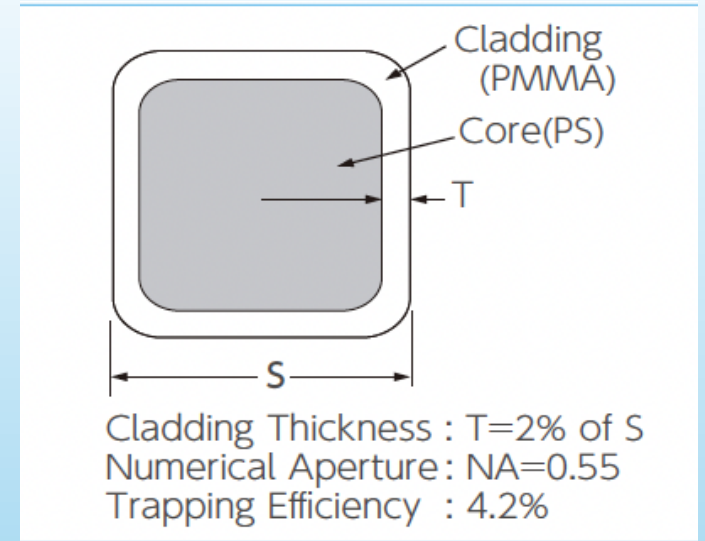 Cladding
(PMMA)
Core(PS)
T
S
Cladding Thickness : T=2% of S
Numerical Aperture : NA=0.55
Trapping Efficiency : 4.2%